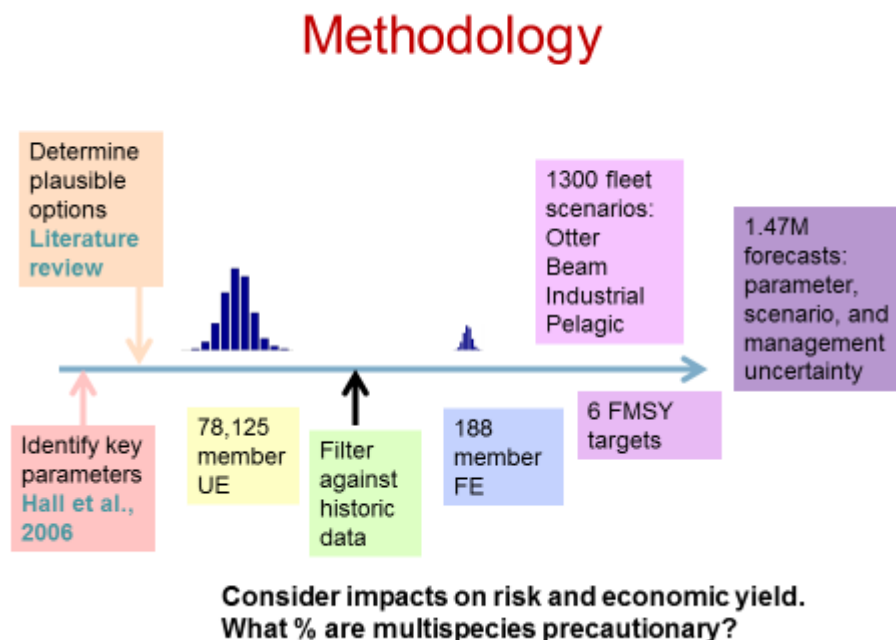 Methodology
Determine
plausible
options
Literature
review
Identify key
parameters
Hall et al.,
2006
78,125
member
UE
Filter
against
historic
data
188
member
FE
1300 fleet
scenarios:
Otter
Beam
Industrial
Pelagic
6 FMSY
targets
1.47M
forecasts:
parameter,
scenario, and
management
uncertainty
Consider impacts on risk and economic yield.
What % are multispecies precautionary?